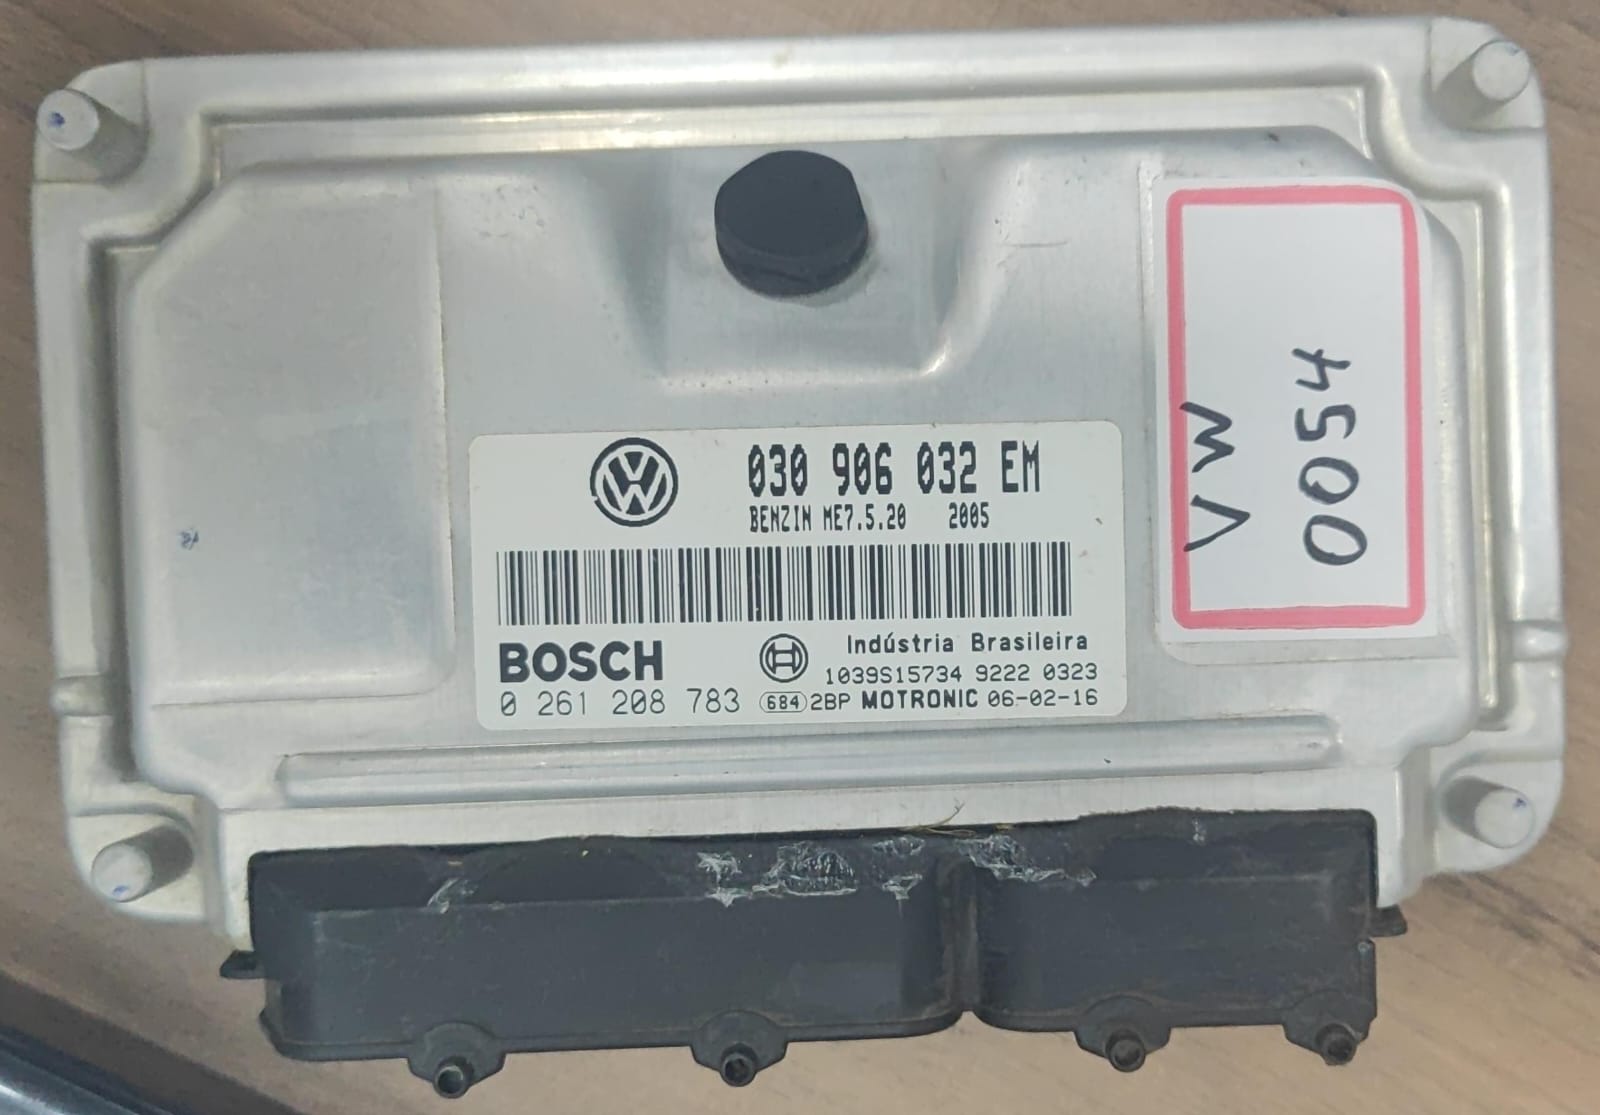 030 906 032 EM
BENZIN ME7.5.20 2005
BOSCH
Indústria Brasileira
1039S15734 9222 0323
0 261 208 783
684 2BP MOTRONIC 06-02-16
VW
0054